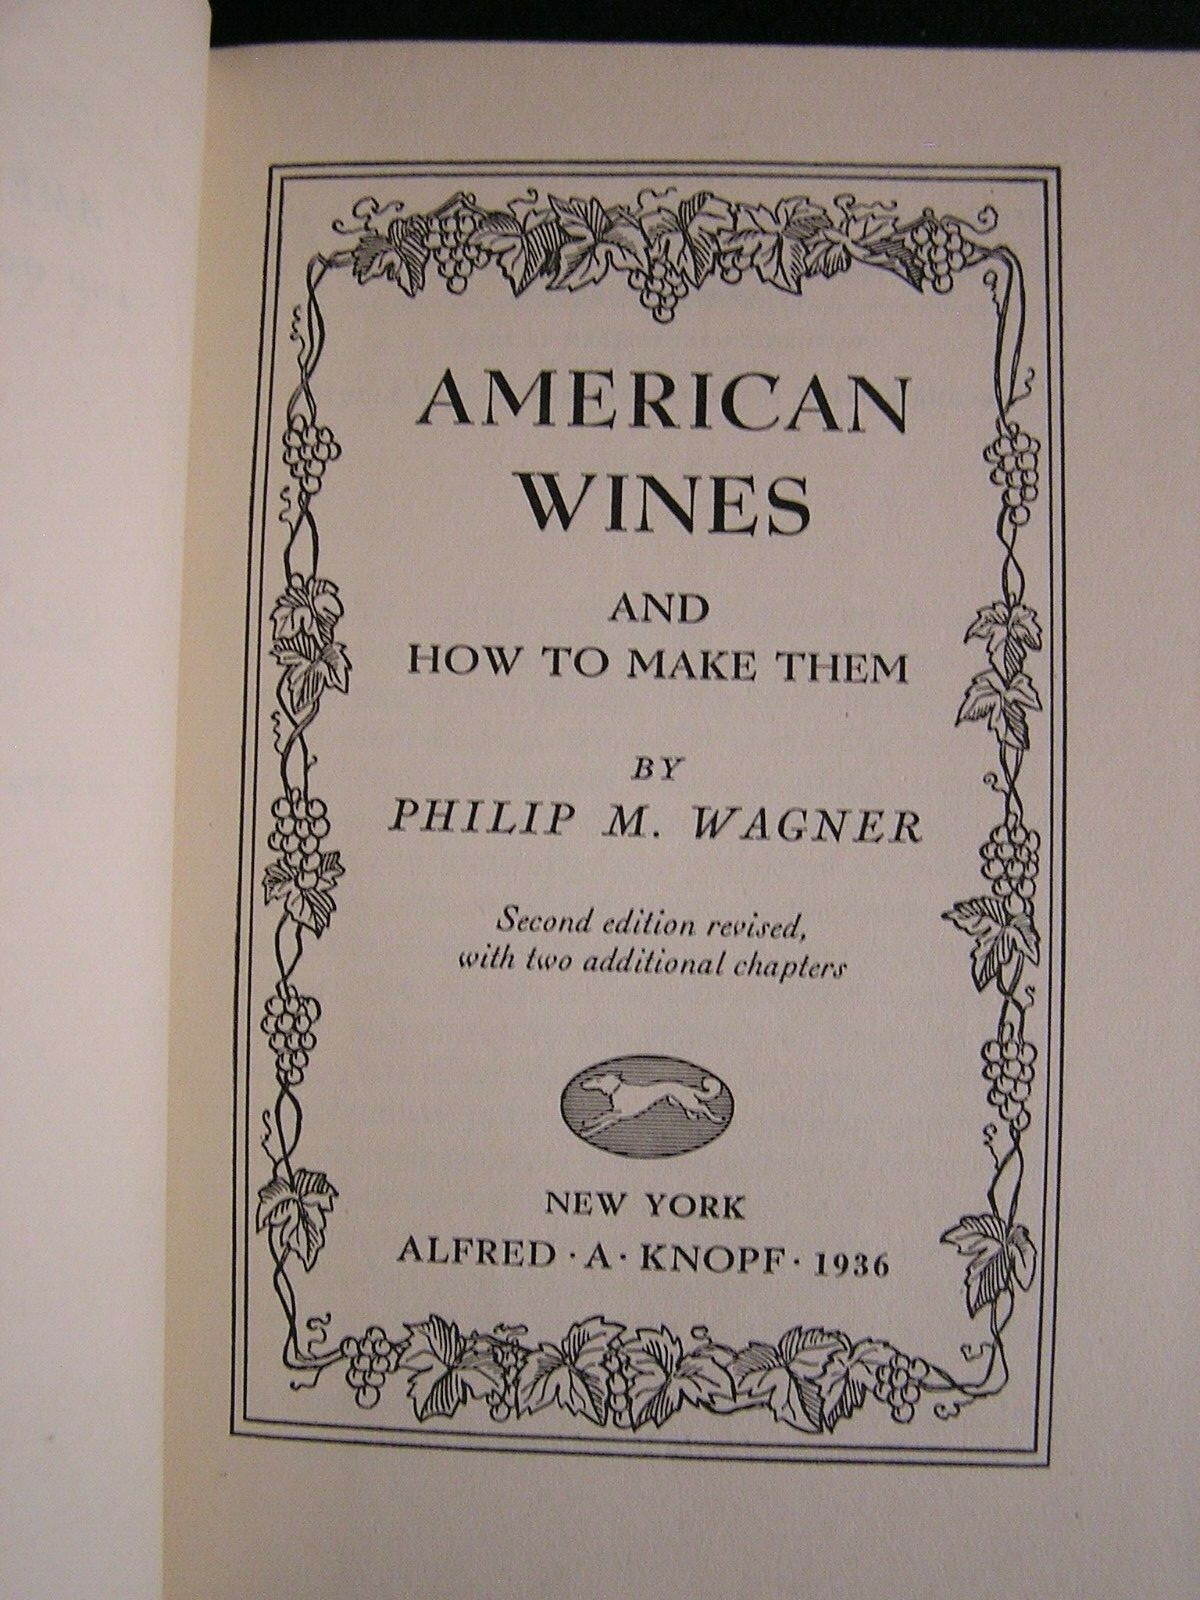 AMERICAN
WINES
AND
HOW TO MAKE THEM
BY
PHILIP M. WAGNER
Second edition revised,
with two additional chapters
NEW YORK
ALFRED · A · KNOPF · 1936